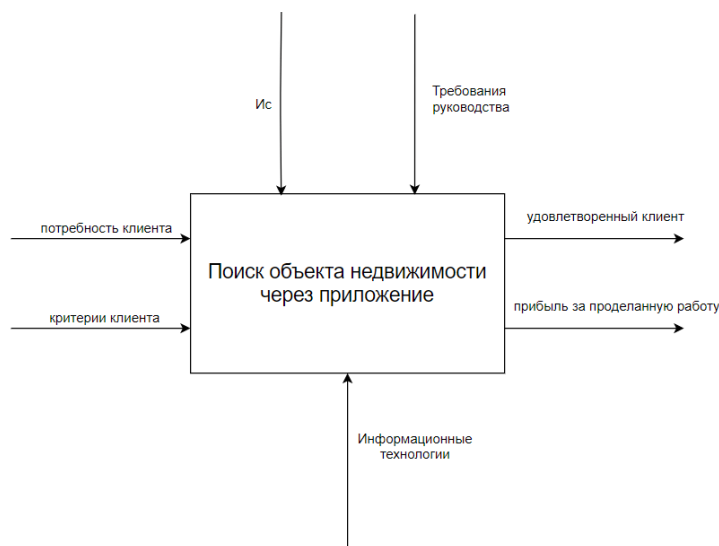 Ис
Требования
руководства
потребность клиента
удовлетворенный клиент
Поиск объекта недвижимости
через приложение
прибыль за проделанную работу
критерии клиента
Информационные
технологии